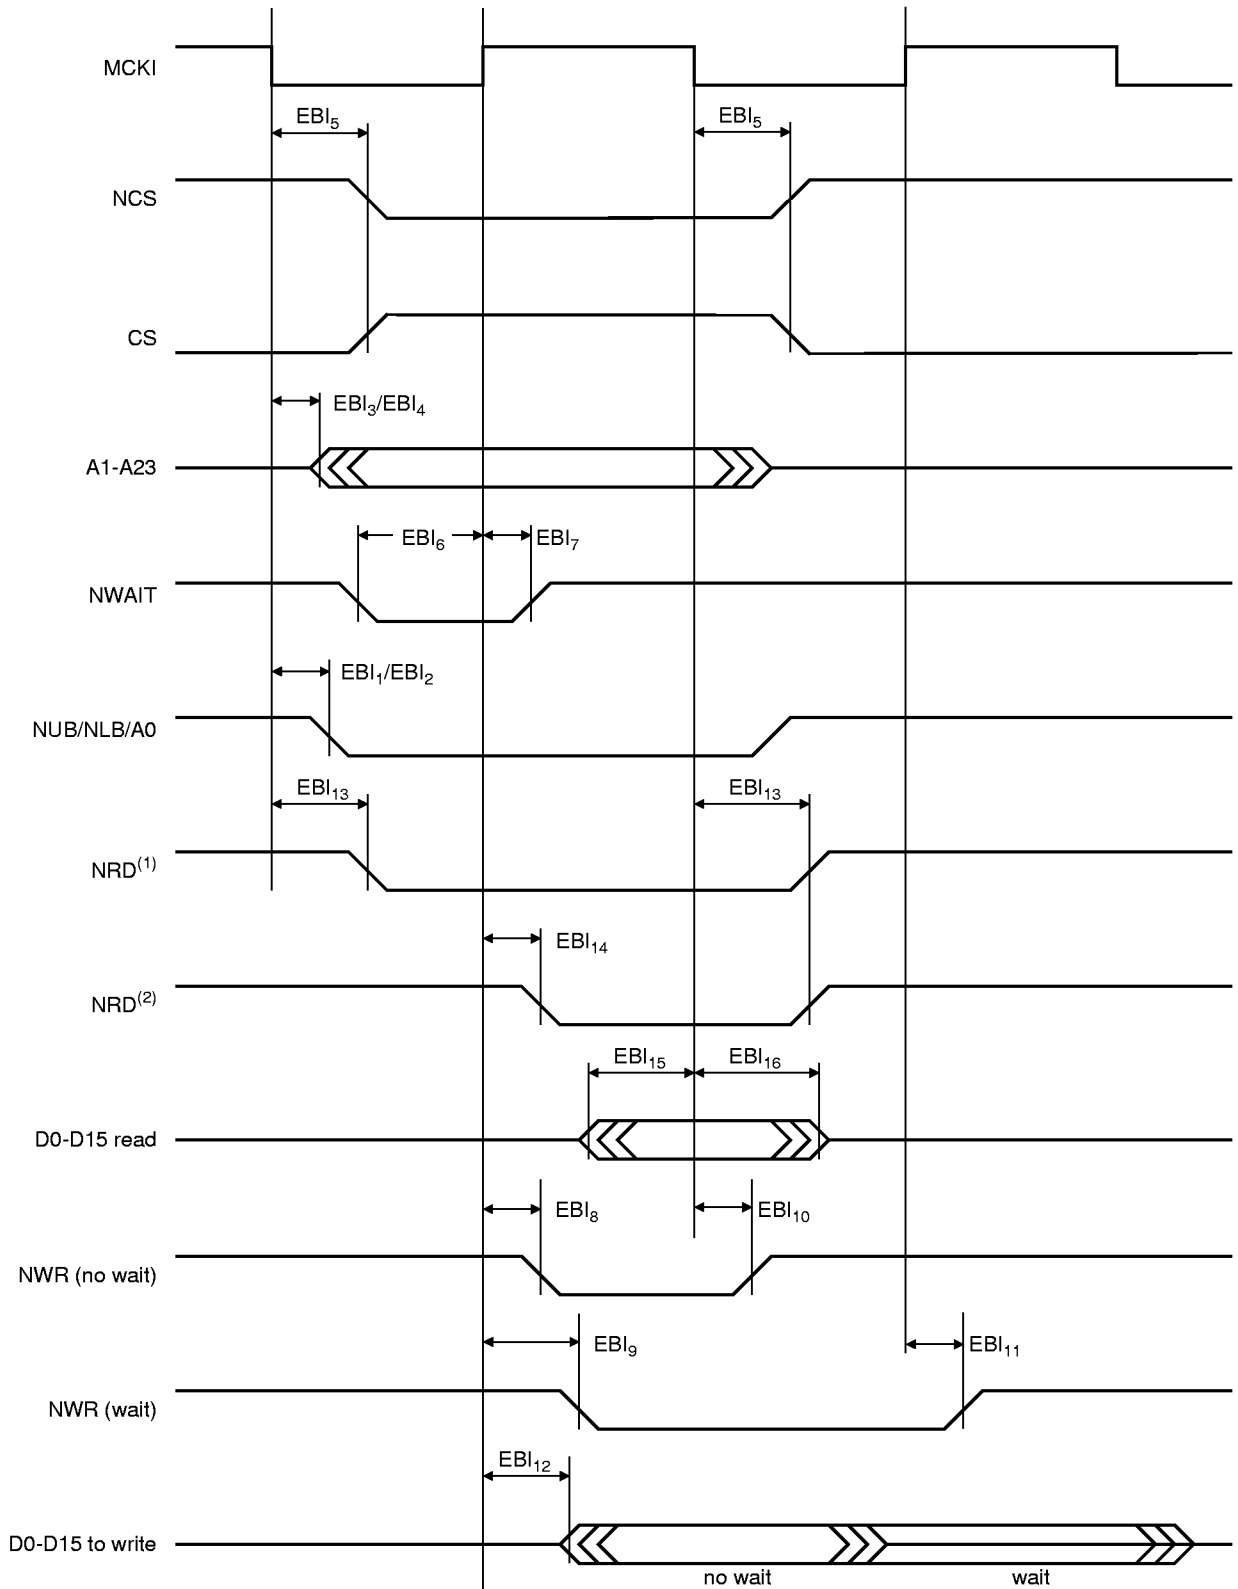 MCKI
EBI5 EBI5
NCS
CS
EBI3/EBI4
A1-A23
EBI6 EBI7
NWAIT
EBI1/EBI2
NUB/NLB/A0
EBI13 EBI13
NRD(1)
EBI14
NRD(2)
EBI15 EBI16
D0-D15 read
EBI8 EBI10
NWR (no wait)
EBI9 EBI11
NWR (wait)
EBI12
D0-D15 to write
no wait wait